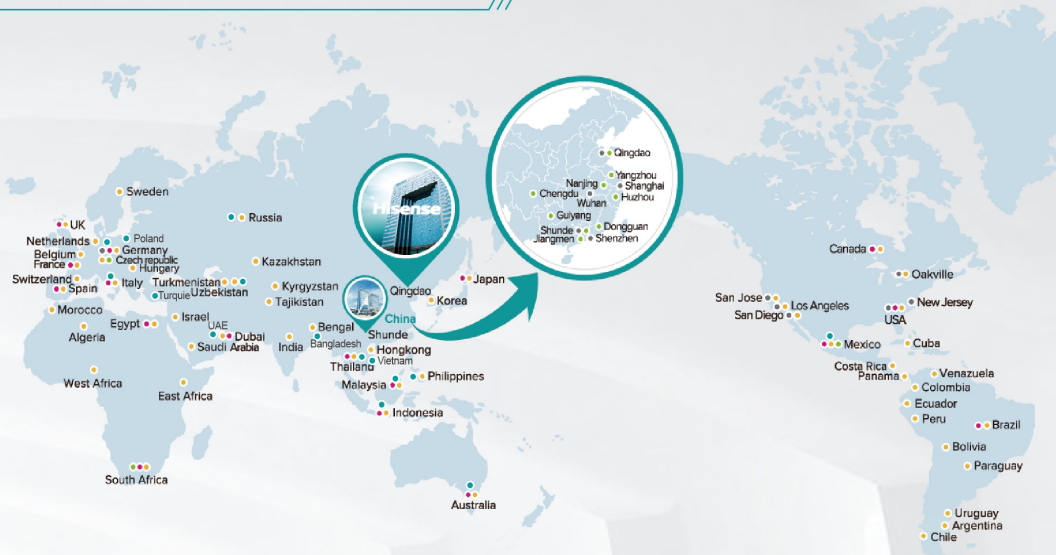 Sweden
UK
Russia
Netherlands
Poland
Belgium
Germany
France
Czech republic
Hungary
Kazakhstan
Switzerland
Spain
Italy
Turkmenistan
Turquie
Uzbekistan
Kyrgyzstan
Tajikistan
Morocco
Algeria
Egypt
Israel
UAE
Dubai
Saudi Arabia
India
Bengal
Bangladesh
West Africa
East Africa
South Africa
Hisense
Qingdao
China
Shunde
Korea
Japan
Hongkong
Thailand
Vietnam
Malaysia
Philippines
Indonesia
Australia
Qingdao
Yangzhou
Nanjing
Shanghai
Chengdu
Wuhan
Huzhou
Guiyang
Shunde
Dongguan
Jiangmen
Shenzhen
Canada
Oakville
San Jose
Los Angeles
San Diego
New Jersey
USA
Mexico
Cuba
Costa Rica
Panama
Venazuela
Colombia
Ecuador
Peru
Brazil
Bolivia
Paraguay
Uruguay
Argentina
Chile